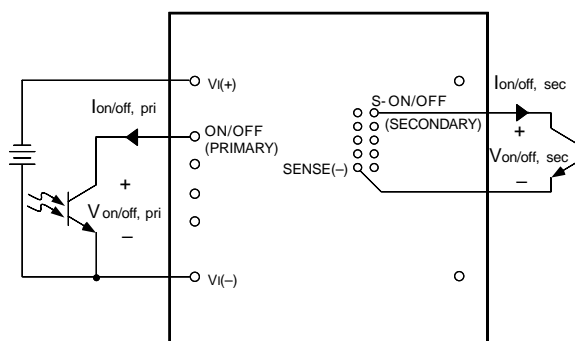 VI(+)
Ion/off, pri
ON/OFF
(PRIMARY)
+
Von/off, pri
–
VI(–)
S-ON/OFF
(SECONDARY)
SENSE(–)
Ion/off, sec
+
Von/off, sec
–